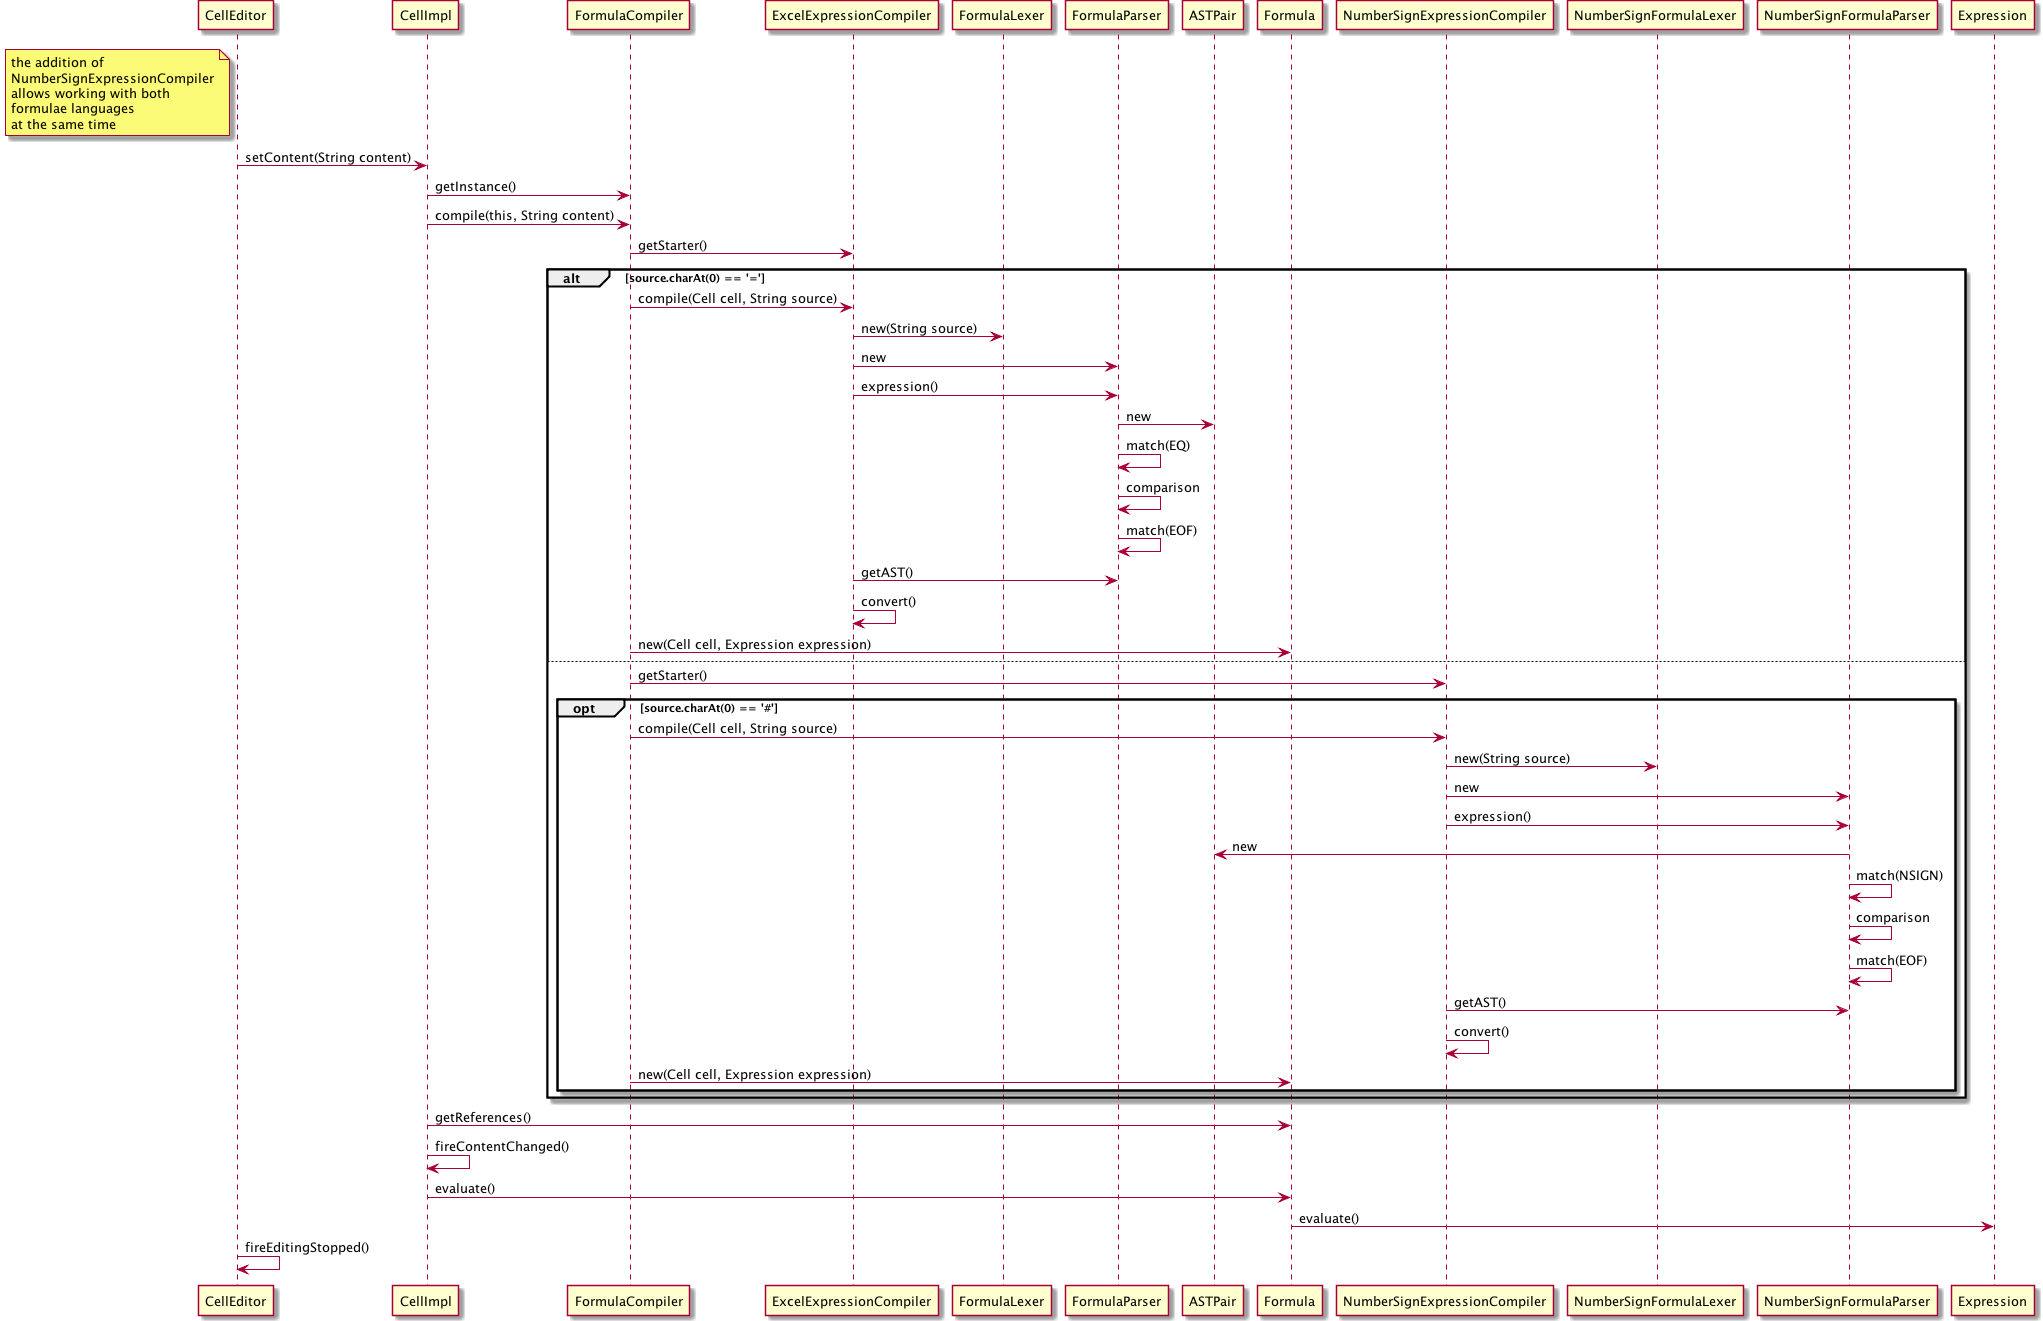 CellEditor
CellImpl
FormulaCompiler
ExcelExpressionCompiler
FormulaLexer
FormulaParser
ASTPair
Formula
NumberSignExpressionCompiler
NumberSignFormulaLexer
NumberSignFormulaParser
Expression
the addition of
NumberSignExpressionCompiler
allows working with both
formulae languages
at the same time
setContent(String content)
getInstance()
compile(this, String content)
getStarter()
alt
[source.charAt(0) == '=']
compile(Cell cell, String source)
new(String source)
new
expression()
new
match(EQ)
comparison
match(EOF)
getAST()
convert()
new(Cell cell, Expression expression)
getStarter()
opt
[source.charAt(0) == '#']
compile(Cell cell, String source)
new(String source)
new
expression()
new
match(NSIGN)
comparison
match(EOF)
getAST()
convert()
new(Cell cell, Expression expression)
getReferences()
fireContentChanged()
evaluate()
evaluate()
fireEditingStopped()
CellEditor
CellImpl
FormulaCompiler
ExcelExpressionCompiler
FormulaLexer
FormulaParser
ASTPair
Formula
NumberSignExpressionCompiler
NumberSignFormulaLexer
NumberSignFormulaParser
Expression